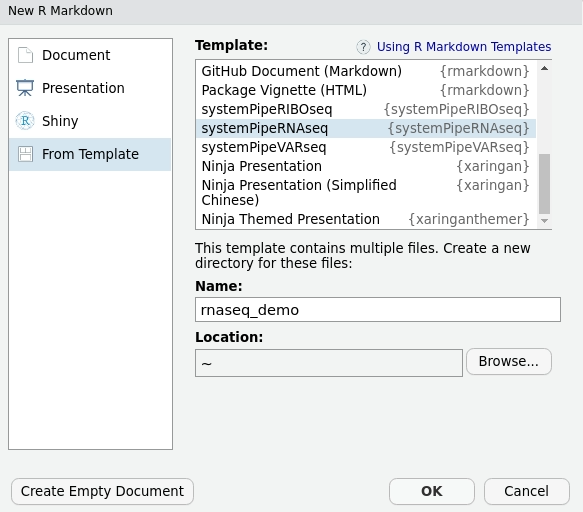 New R Markdown
Document
Presentation
Shiny
From Template
Template:
? Using R Markdown Templates
GitHub Document (Markdown) {rmarkdown}
Package Vignette (HTML) {rmarkdown}
systemPipeRIBOseq {systemPipeRIBOseq}
systemPipeRNAseq {systemPipeRNAseq}
systemPipeVARseq {systemPipeVARseq}
Ninja Presentation {xaringan}
Ninja Presentation (Simplified {xaringan}
Chinese)
Ninja Themed Presentation {xaringanthemer}
This template contains multiple files. Create a new
directory for these files:
Name:
rnaseq_demo
Location:
~
Browse...
Create Empty Document
OK
Cancel